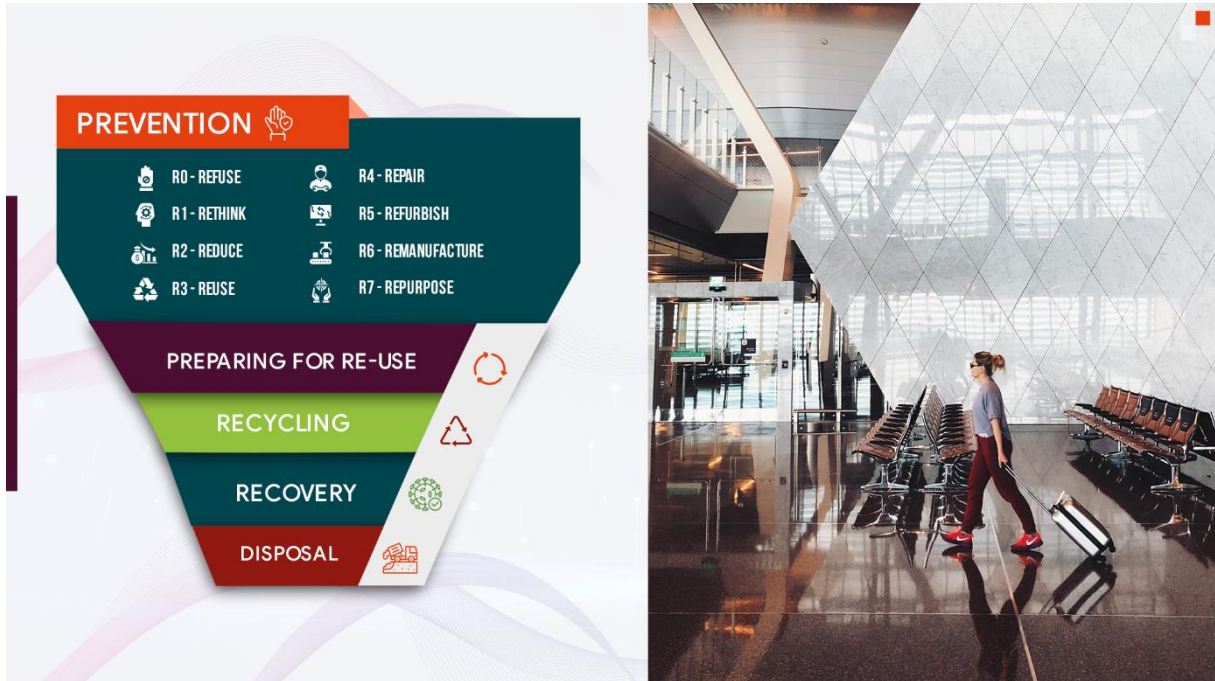 PREVENTION
R0 - REFUSE
R1 - RETHINK
R2 - REDUCE
R3 - REUSE
R4 - REPAIR
R5 - REFURBISH
R6 - REMANUFACTURE
R7 - REPURPOSE
PREPARING FOR RE-USE
RECYCLING
RECOVERY
DISPOSAL